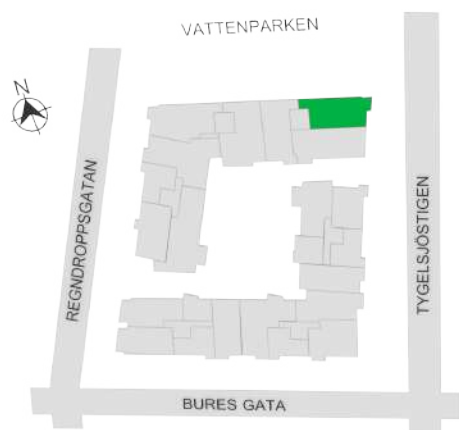 VATTENPARKEN
N
REGNDROPPSGATAN
TYGELSJÖSTIGEN
BURES GATA